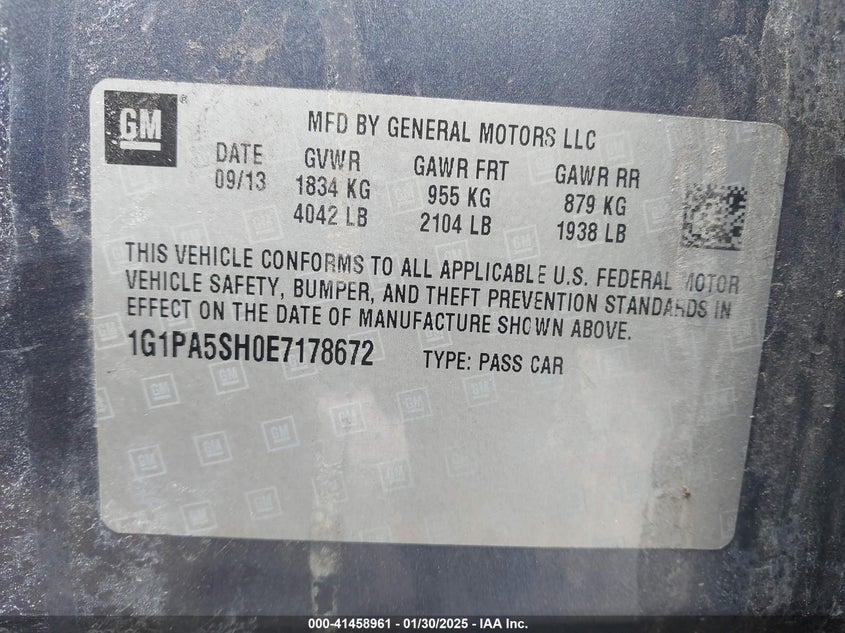 GM ®
MFD BY GENERAL MOTORS LLC
DATE GVWR GAWR FRT GAWR RR
09/13 1834 KG 955 KG 879 KG
4042 LB 2104 LB 1938 LB
THIS VEHICLE CONFORMS TO ALL APPLICABLE U.S. FEDERAL MOTOR
VEHICLE SAFETY, BUMPER, AND THEFT PREVENTION STANDARDS IN
EFFECT ON THE DATE OF MANUFACTURE SHOWN ABOVE.
1G1PA5SH0E7178672 TYPE: PASS CAR
000-41458961 - 01/30/2025 - IAA Inc.